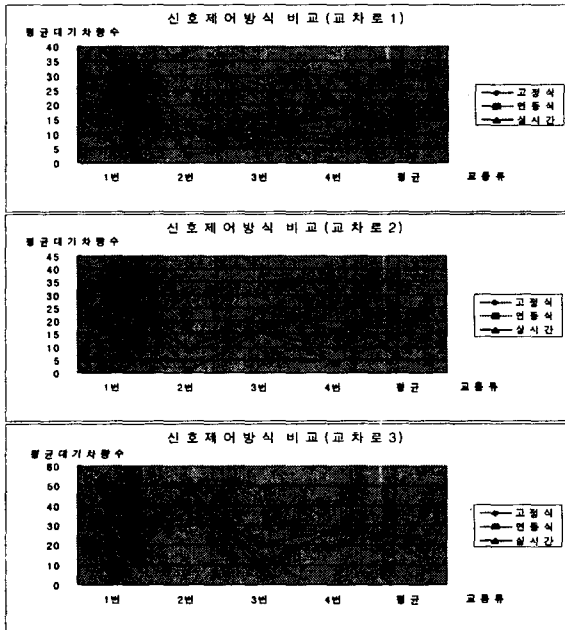 신호제어방식 비교(교차로1)
평균대기차량수
40
35
30
25
20
15
10
5
0
1번 2번 3번 4번 평균 교통류
고정식
연동식
실시간
신호제어방식 비교(교차로2)
평균대기차량수
45
40
35
30
25
20
15
10
5
0
1번 2번 3번 4번 평균 교통류
고정식
연동식
실시간
신호제어방식 비교(교차로3)
평균대기차량수
60
50
40
30
20
10
0
1번 2번 3번 4번 평균 교통류
고정식
연동식
실시간